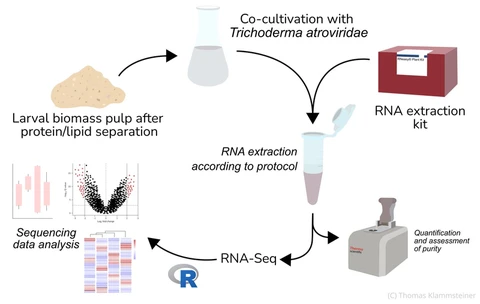 Co-cultivation with
Trichoderma atroviridae
Larval biomass pulp after
protein/lipid separation
RNA extraction
kit
RNA extraction
according to protocol
Sequencing
data analysis
RNA-Seq
R
Quantification
and assessment
of purity
(C) Thomas Klammsteiner